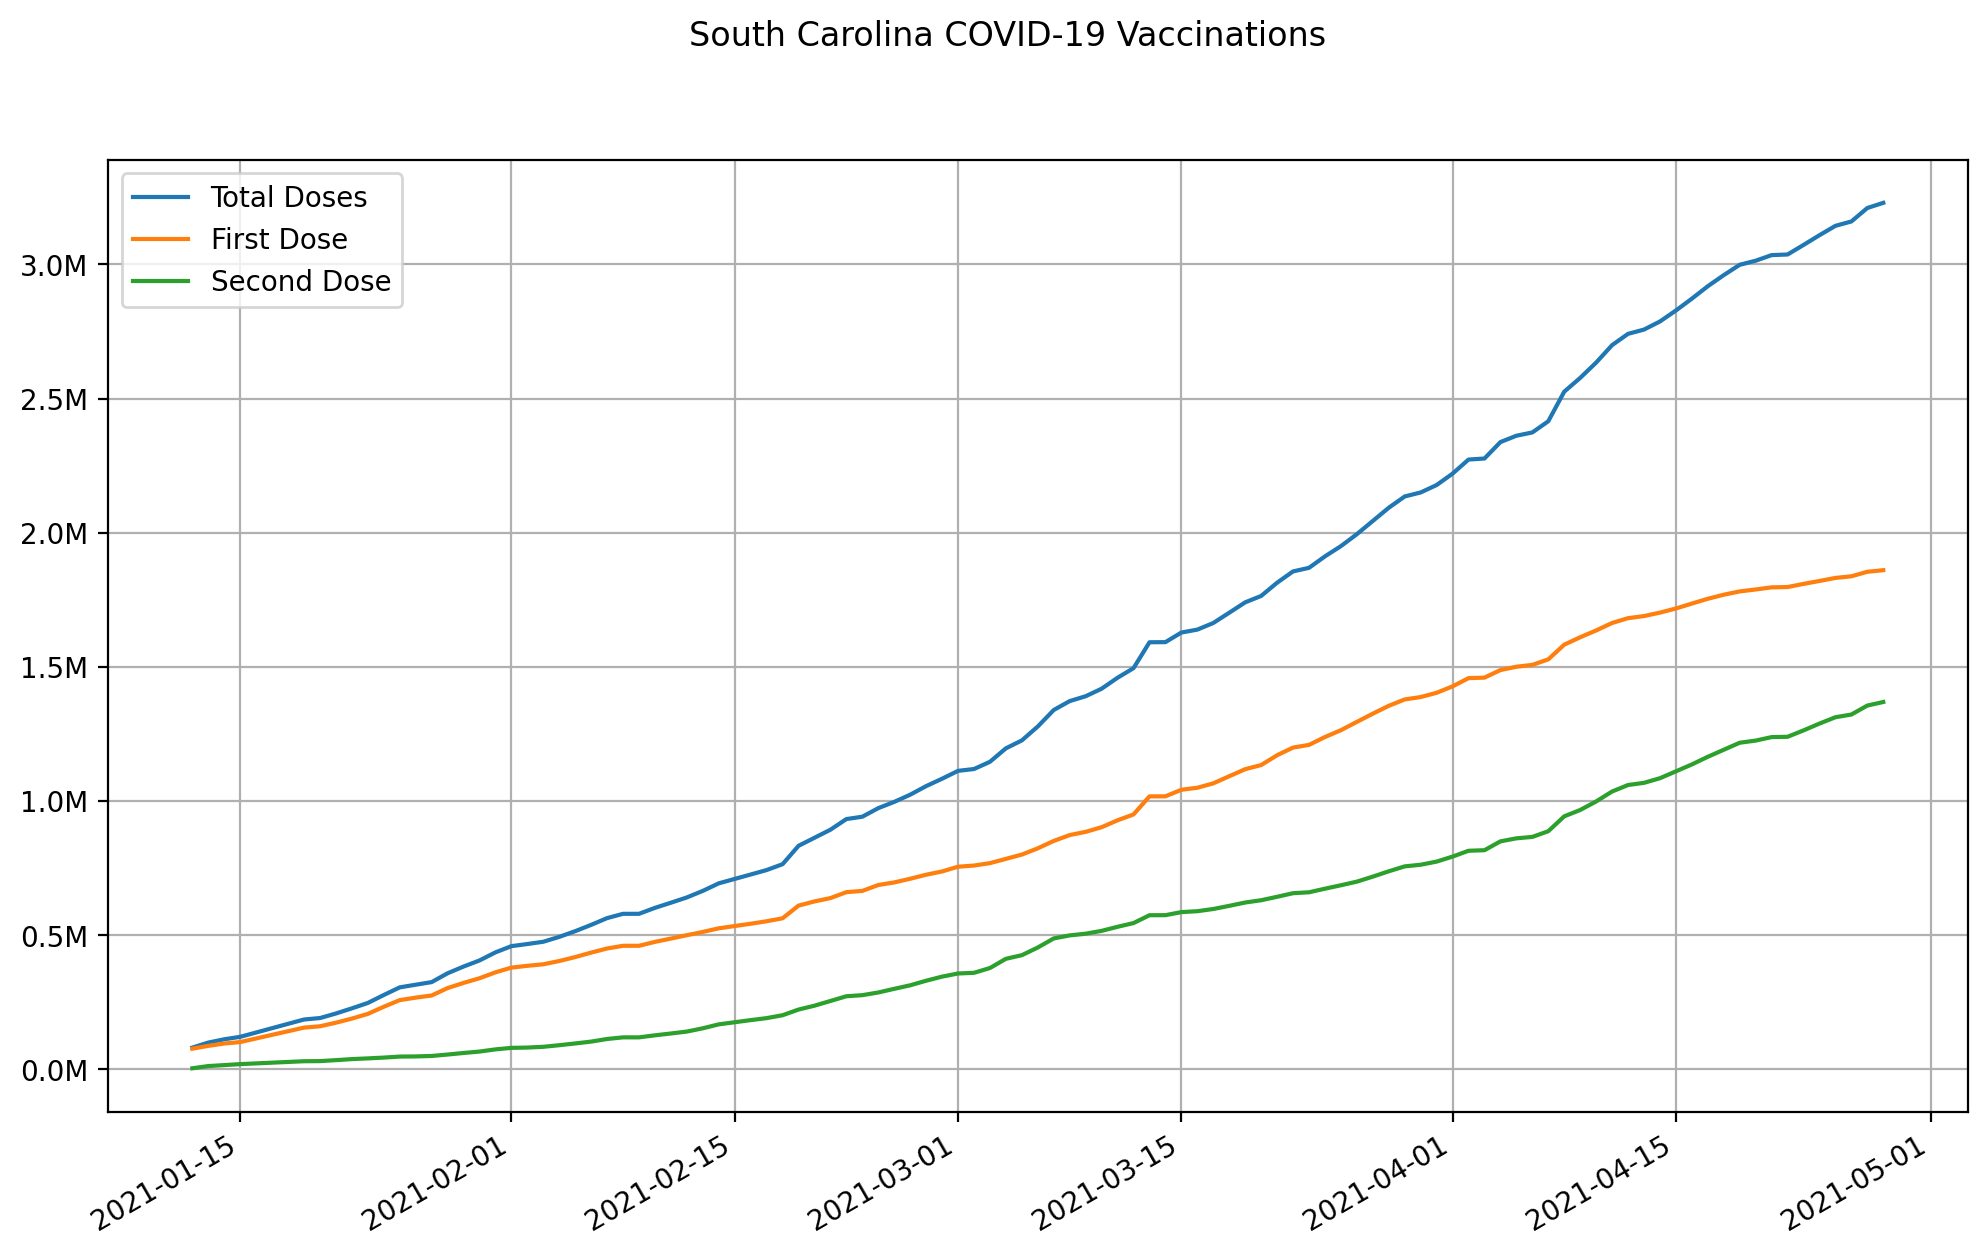 South Carolina COVID-19 Vaccinations
Total Doses
First Dose
Second Dose
3.0M
2.5M
2.0M
1.5M
1.0M
0.5M
0.0M
2021-01-15
2021-02-01
2021-02-15
2021-03-01
2021-03-15
2021-04-01
2021-04-15
2021-05-01